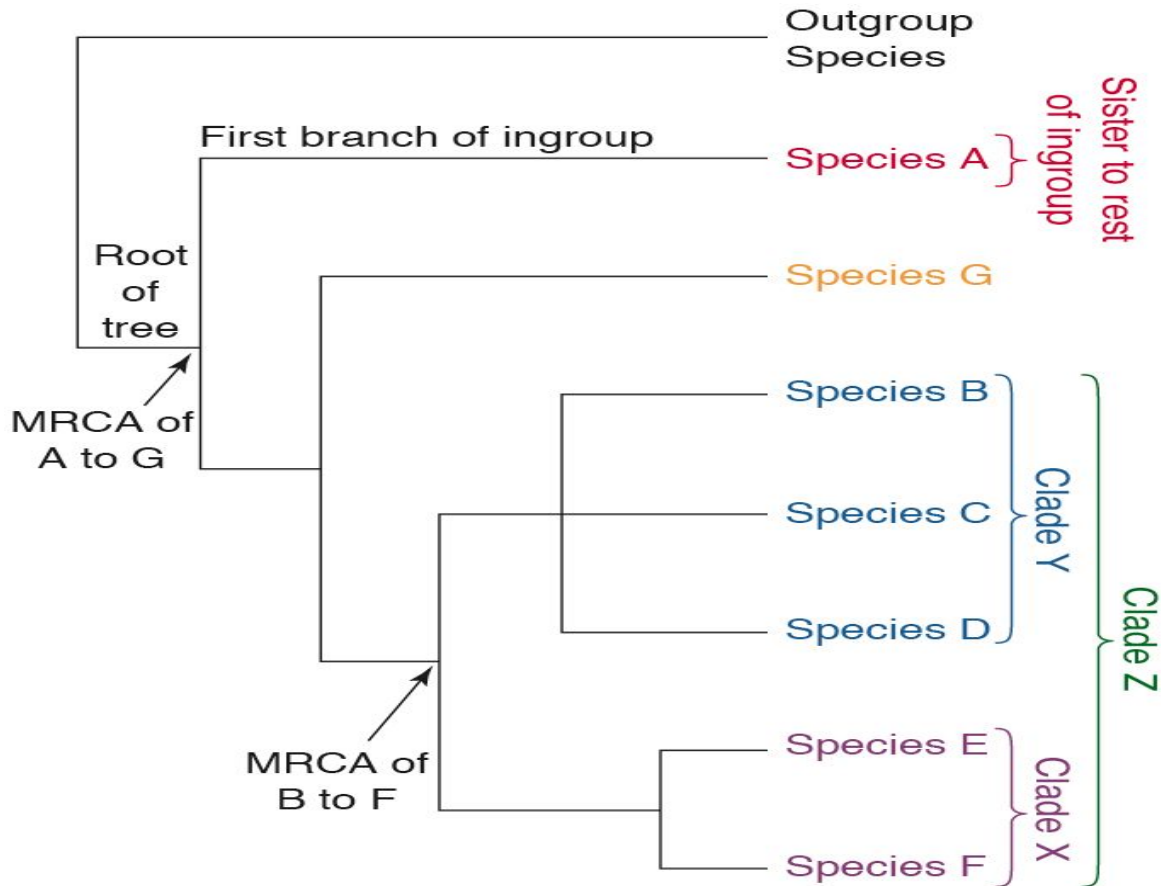 Outgroup
Species
First branch of ingroup
Species A
Sister to rest
of ingroup
Root
of
tree
Species G
MRCA of
A to G
Species B
Species C
Clade Y
Species D
Clade Z
MRCA of
B to F
Species E
Clade X
Species F